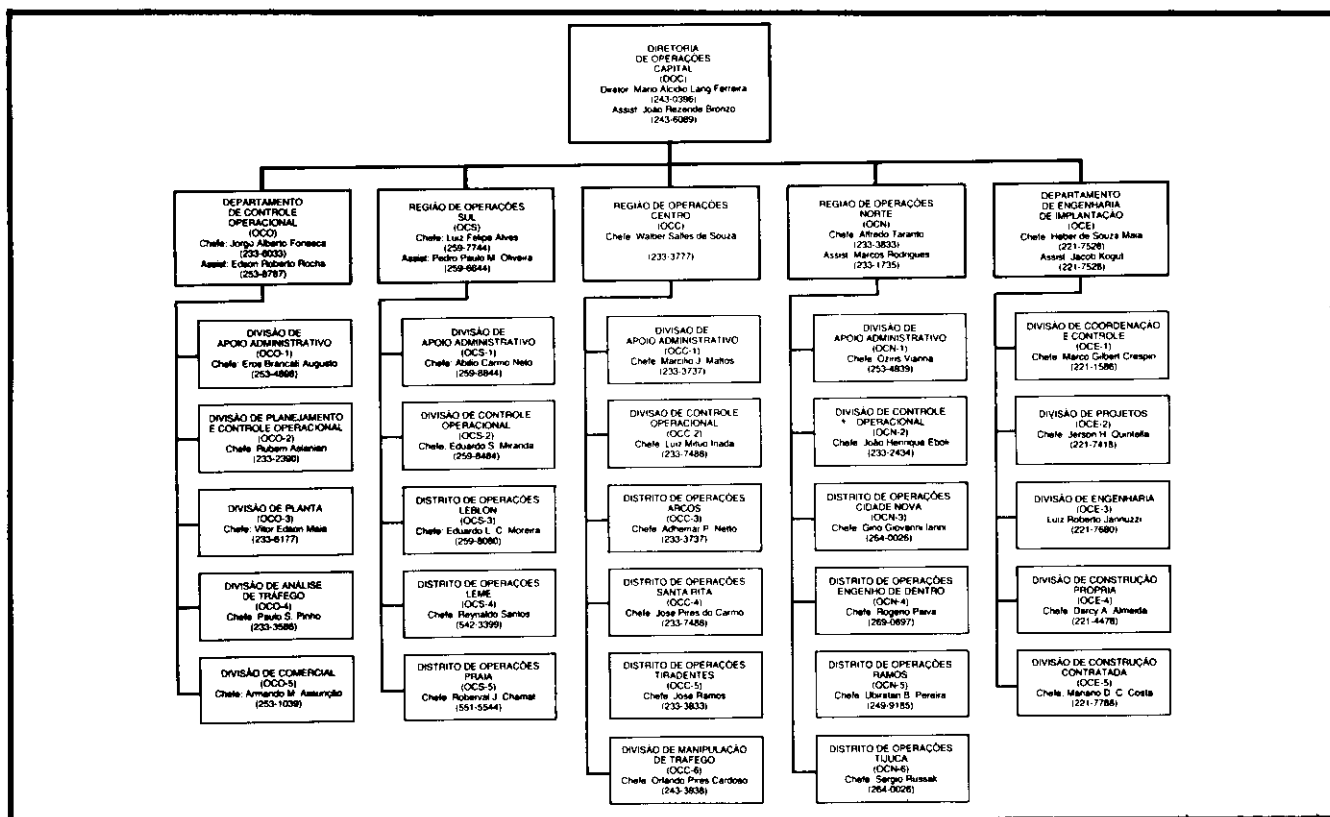 DIRETORIA
DE OPERAÇÕES
CAPITAL
(DOC)
Diretor Mario Alcidio Lang Ferreira
(243-0396)
Assist João Rezende Bronzo
(243-6089)
DEPARTAMENTO
DE CONTROLE
OPERACIONAL
(OCO)
Chefe: Jorge Alberto Fonseca
(233-6033)
Assist: Edson Roberto Rocha
(253-8787)
DIVISÃO DE
APOIO ADMINISTRATIVO
(OCO-1)
Chefe: Eros Brancali Augusto
(253-4898)
DIVISÃO DE PLANEJAMENTO
E CONTROLE OPERACIONAL
(OCO-2)
Chefe Rubem Aslanian
(233-2390)
DIVISÃO DE PLANTA
(OCO-3)
Chefe: Vitor Edson Maia
(233-6177)
DIVISÃO DE ANÁLISE
DE TRÁFEGO
(OCO-4)
Chefe Paulo S. Pinho
(233-3586)
DIVISÃO DE COMERCIAL
(OCO-5)
Chefe: Armando M. Assunção
(253-1039)
REGIÃO DE OPERAÇÕES
SUL
(OCS)
Chefe: Luiz Felipe Alves
(259-7744)
Assist: Pedro Paulo M. Oliveira
(259-6644)
DIVISÃO DE
APOIO ADMINISTRATIVO
(OCS-1)
Chefe: Abilio Carmo Neto
(259-8844)
DIVISÃO DE CONTROLE
OPERACIONAL
(OCS-2)
Chefe: Eduardo S. Miranda
(259-8484)
DISTRITO DE OPERAÇÕES
LEBLON
(OCS-3)
Chefe: Eduardo L. C. Moreira
(259-8080)
DISTRITO DE OPERAÇÕES
LEME
(OCS-4)
Chefe Reynaldo Santos
(542-3399)
DISTRITO DE OPERAÇÕES
PRAIA
(OCS-5)
Chefe: Roberval J. Chamat
(551-5544)
REGIÃO DE OPERAÇÕES
CENTRO
(OCC)
Chefe Walber Salles de Souza
(233-3777)
DIVISÃO DE
APOIO ADMINISTRATIVO
(OCC-1)
Chefe Marcilio J. Mattos
(233-3737)
DIVISÃO DE CONTROLE
OPERACIONAL
(OCC-2)
Chefe Luiz Inada
(233-7488)
DISTRITO DE OPERAÇÕES
ARCOS
(OCC-3)
Chefe Adhemar P. Netto
(233-3737)
DISTRITO DE OPERAÇÕES
SANTA RITA
(OCC-4)
Chefe Jose Pires do Carmo
(233-7488)
DISTRITO DE OPERAÇÕES
TIRADENTES
(OCC-5)
Chefe Jose Ramos
(233-3833)
DIVISÃO DE MANIPULAÇÃO
DE TRAFEGO
(OCC-6)
Chefe Orlando Pires Cardoso
(243-3838)
REGIÃO DE OPERAÇÕES
NORTE
(OCN)
Chefe Alfredo Taranto
(233-3833)
Assist Marcos Rodrigues
(233-1735)
DIVISÃO DE
APOIO ADMINISTRATIVO
(OCN-1)
Chefe Oziris Vianna
(253-4839)
DIVISÃO DE CONTROLE
OPERACIONAL
(OCN-2)
Chefe João Henrique Eboli
(233-2434)
DISTRITO DE OPERAÇÕES
CIDADE NOVA
(OCN-3)
Chefe Gino Giovenni Ianni
(264-0026)
DISTRITO DE OPERAÇÕES
ENGENHO DE DENTRO
(OCN-4)
Chefe Rogerio Paiva
(269-0697)
DISTRITO DE OPERAÇÕES
RAMOS
(OCN-5)
Chefe Ubiratan B. Pereira
(249-9185)
DISTRITO DE OPERAÇÕES
TIJUCA
(OCN-6)
Chefe Sergio Russak
(264-0026)
DEPARTAMENTO
DE ENGENHARIA
DE IMPLANTAÇÃO
(OCE)
Chefe Heber de Souza Maia
(221-7528)
Assist Jacob Kogut
(221-7528)
DIVISÃO DE COORDENAÇÃO
E CONTROLE
(OCE-1)
Chefe: Marco Gilbert Crespin
(221-1586)
DIVISÃO DE PROJETOS
(OCE-2)
Chefe Jerson H. Quintella
(221-7418)
DIVISÃO DE ENGENHARIA
(OCE-3)
Luiz Roberto Jannuzzi
(221-7680)
DIVISÃO DE CONSTRUÇÃO
PROPRIA
(OCE-4)
Chefe Darcy A. Almeida
(221-4478)
DIVISÃO DE CONSTRUÇÃO
CONTRATADA
(OCE-5)
Chefe: Mariano D. C. Costa
(221-7788)